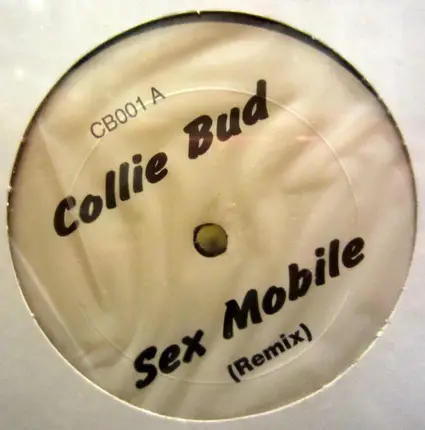 CB001 A
Collie Bud
Sex Mobile
(Remix)